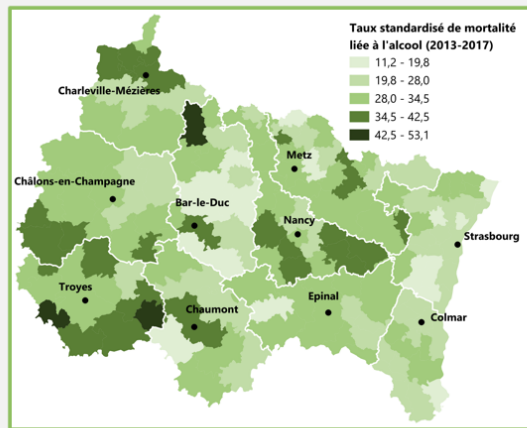 Taux standardisé de mortalité
liée à l'alcool (2013-2017)
11,2 - 19,8
19,8 - 28,0
28,0 - 34,5
34,5 - 42,5
42,5 - 53,1
Charleville-Mézières
Metz
Châlons-en-Champagne
Bar-le-Duc
Nancy
Strasbourg
Troyes
Chaumont
Epinal
Colmar